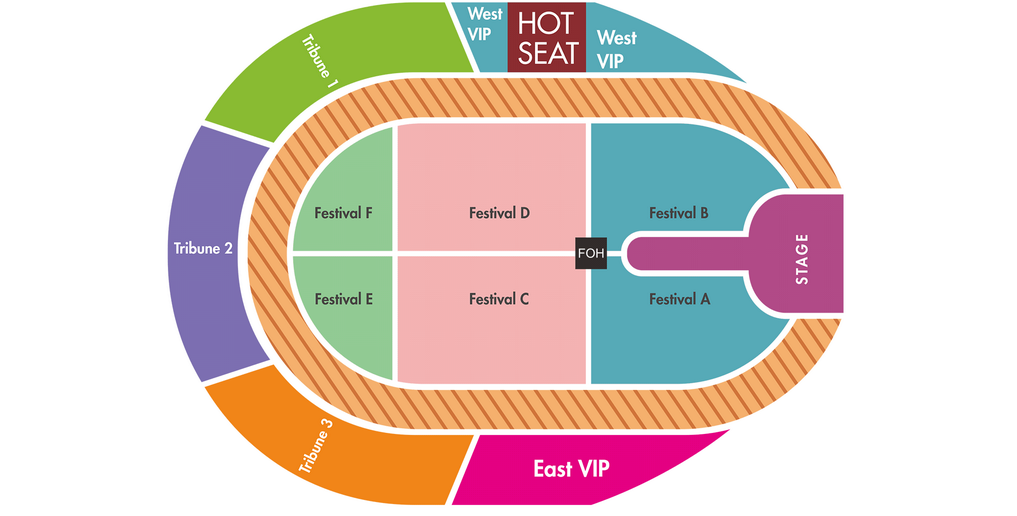 West
VIP
HOT
SEAT
West
VIP
Tribune 1
Tribune 2
Festival F
Festival D
Festival B
FOH
STAGE
Festival E
Festival C
Festival A
Tribune 3
East VIP